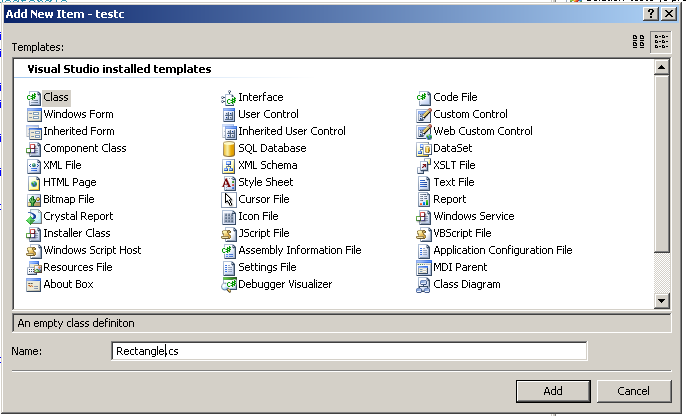 Add New Item - testc
Templates:
Visual Studio installed templates
Class Interface Code File
Windows Form User Control Custom Control
Inherited Form Inherited User Control Web Custom Control
Component Class SQL Database DataSet
XML File XML Schema XSLT File
HTML Page Style Sheet Text File
Bitmap File Cursor File Report
Crystal Report Icon File Windows Service
Installer Class JScript File VBScript File
Windows Script Host Assembly Information File Application Configuration File
Resources File Settings File MDI Parent
About Box Debugger Visualizer Class Diagram
An empty class definiton
Name: Rectangle.cs
Add Cancel